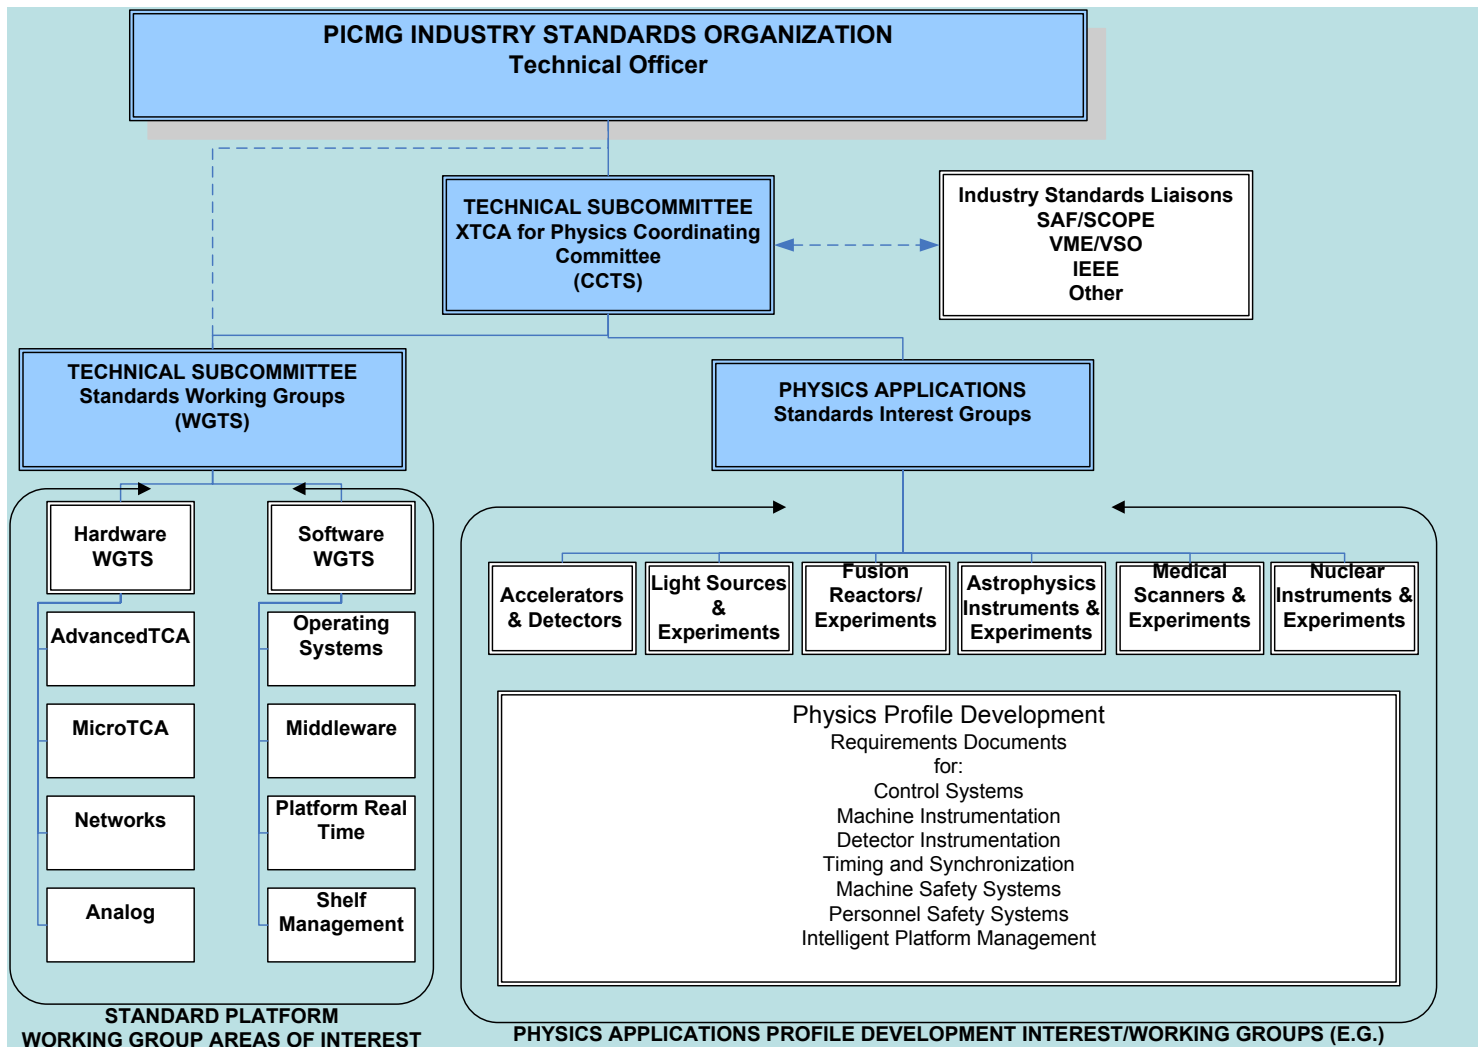 PICMG INDUSTRY STANDARDS ORGANIZATION
Technical Officer
TECHNICAL SUBCOMMITTEE
XTCA for Physics Coordinating
Committee
(CCTS)
Industry Standards Liaisons
SAF/SCOPE
VME/VSO
IEEE
Other
TECHNICAL SUBCOMMITTEE
Standards Working Groups
(WGTS)
PHYSICS APPLICATIONS
Standards Interest Groups
Hardware
WGTS
Software
WGTS
AdvancedTCA
MicroTCA
Networks
Analog
Operating
Systems
Middleware
Platform Real
Time
Shelf
Management
STANDARD PLATFORM
WORKING GROUP AREAS OF INTEREST
Accelerators
& Detectors
Light Sources
&
Experiments
Fusion
Reactors/
Experiments
Astrophysics
Instruments &
Experiments
Medical
Scanners &
Experiments
Nuclear
Instruments &
Experiments
Physics Profile Development
Requirements Documents
for:
Control Systems
Machine Instrumentation
Detector Instrumentation
Timing and Synchronization
Machine Safety Systems
Personnel Safety Systems
Intelligent Platform Management
PHYSICS APPLICATIONS PROFILE DEVELOPMENT INTEREST/WORKING GROUPS (E.G.)